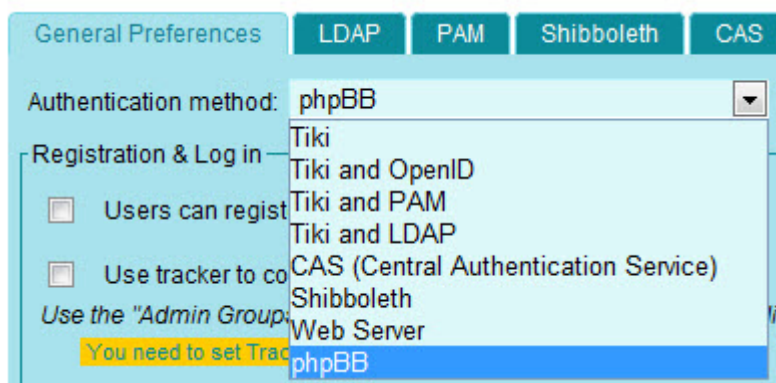 General Preferences LDAP PAM Shibboleth CAS
Authentication method: phpBB
Tiki
Registration & Log in
Tiki and OpenID
Tiki and PAM
Users can regist
Tiki and LDAP
CAS (Central Authentication Service)
Use tracker to co
Shibboleth
Use the "Admin Group
Web Server
You need to set Trac
phpBB